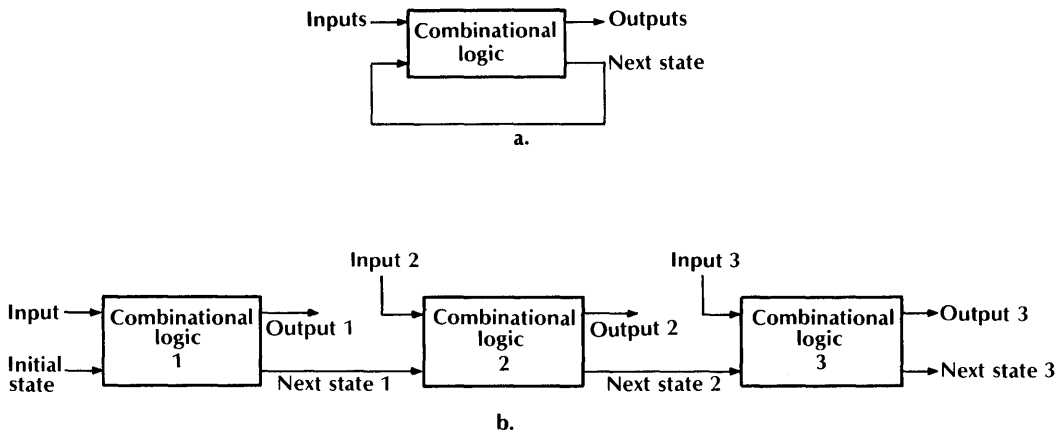 Inputs
Combinational
logic
Outputs
Next state
a.
Input 2
Input 3
Input
Combinational
logic
1
Output 1
Combinational
logic
2
Output 2
Combinational
logic
3
Output 3
Initial
state
Next state 1
Next state 2
Next state 3
b.